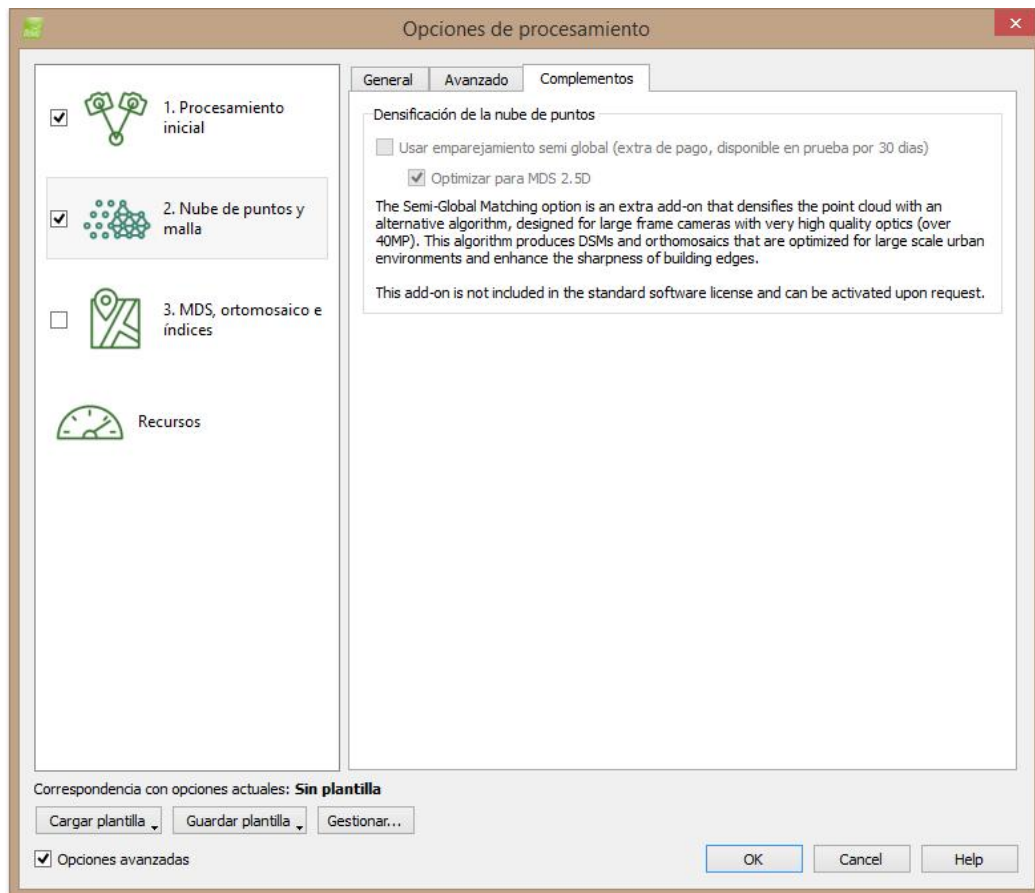 Opciones de procesamiento
1. Procesamiento
inicial
2. Nube de puntos y
malla
3. MDS, ortomosaico e
índices
Recursos
General
Avanzado
Complementos
Densificación de la nube de puntos
Usar emparejamiento semi global (extra de pago, disponible en prueba por 30 dias)
Optimizar para MDS 2.5D
The Semi-Global Matching option is an extra add-on that densifies the point cloud with an
alternative algorithm, designed for large frame cameras with very high quality optics (over
40MP). This algorithm produces DSMs and orthomosaics that are optimized for large scale urban
environments and enhance the sharpness of building edges.
This add-on is not included in the standard software license and can be activated upon request.
Correspondencia con opciones actuales: Sin plantilla
Cargar plantilla
Guardar plantilla
Gestionar...
Opciones avanzadas
OK
Cancel
Help